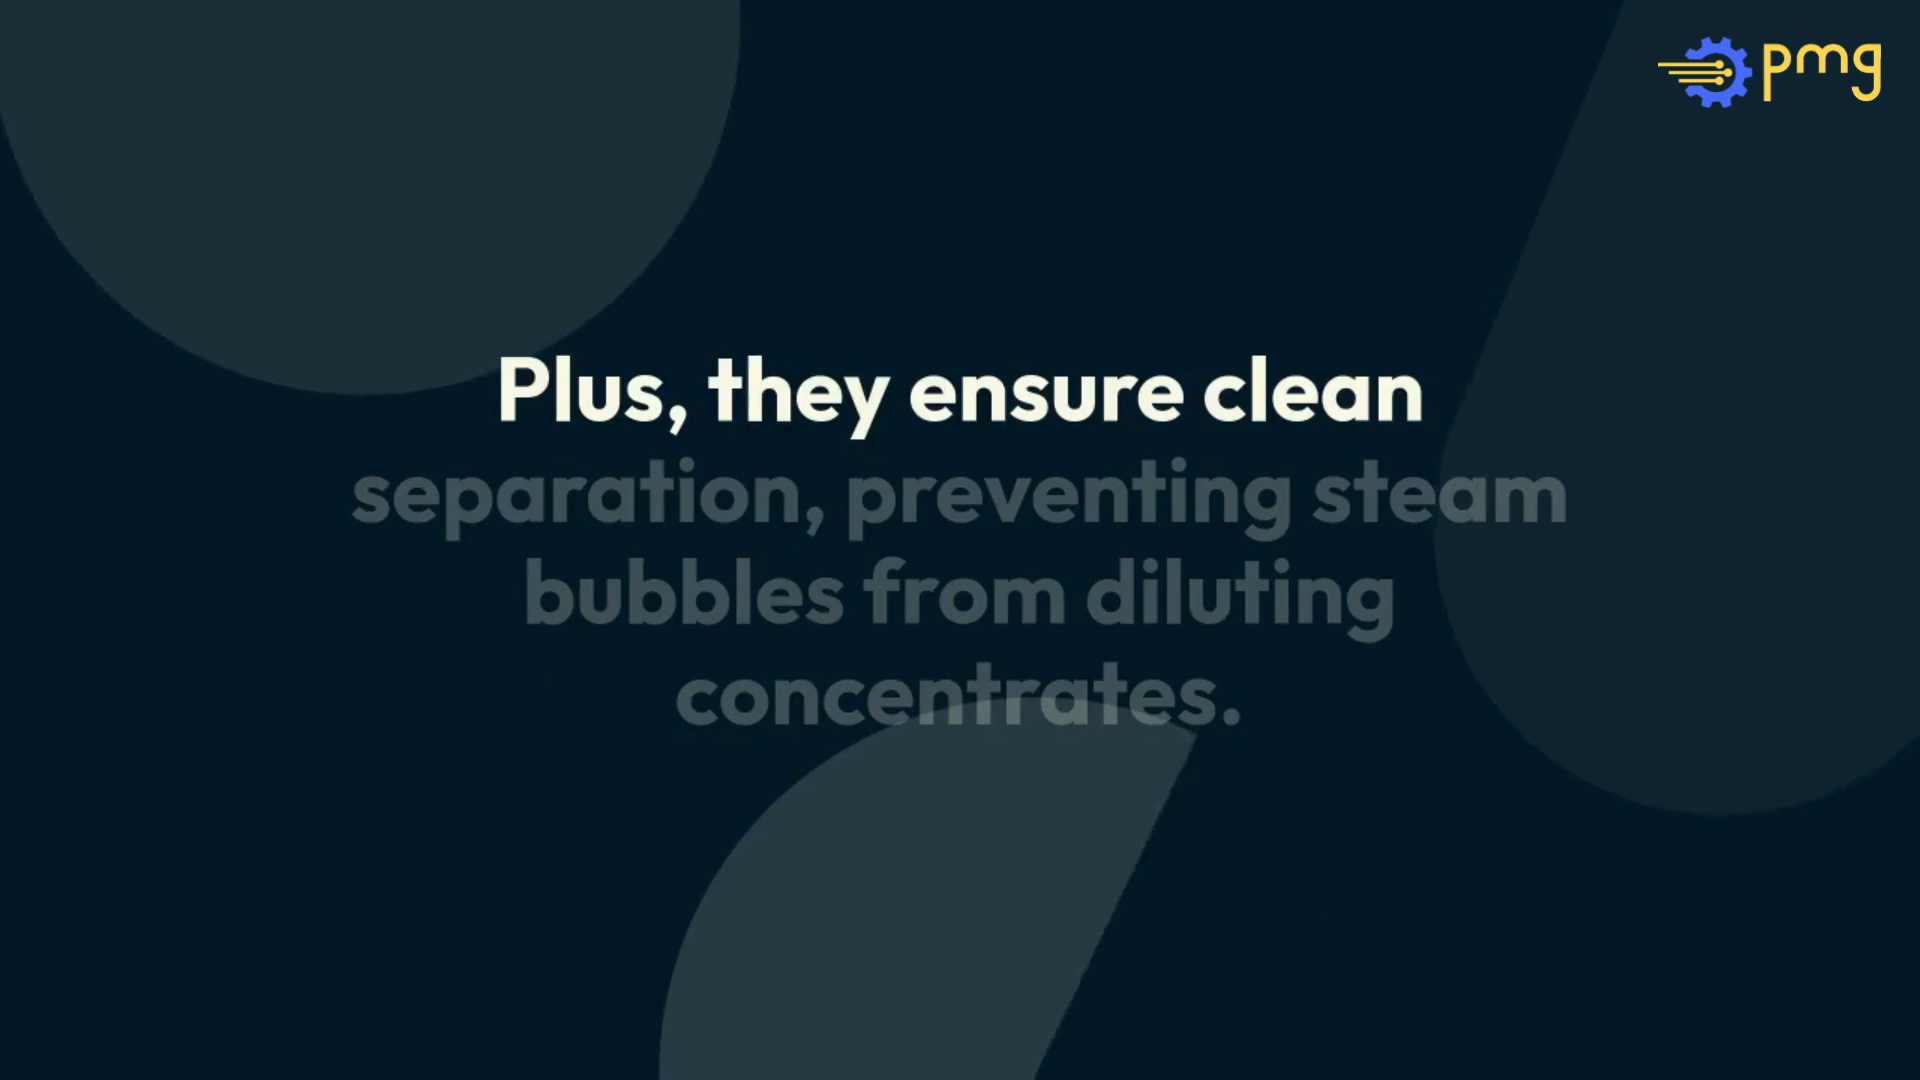 pmg
Plus, they ensure clean
separation, preventing steam
bubbles from diluting
concentrates.